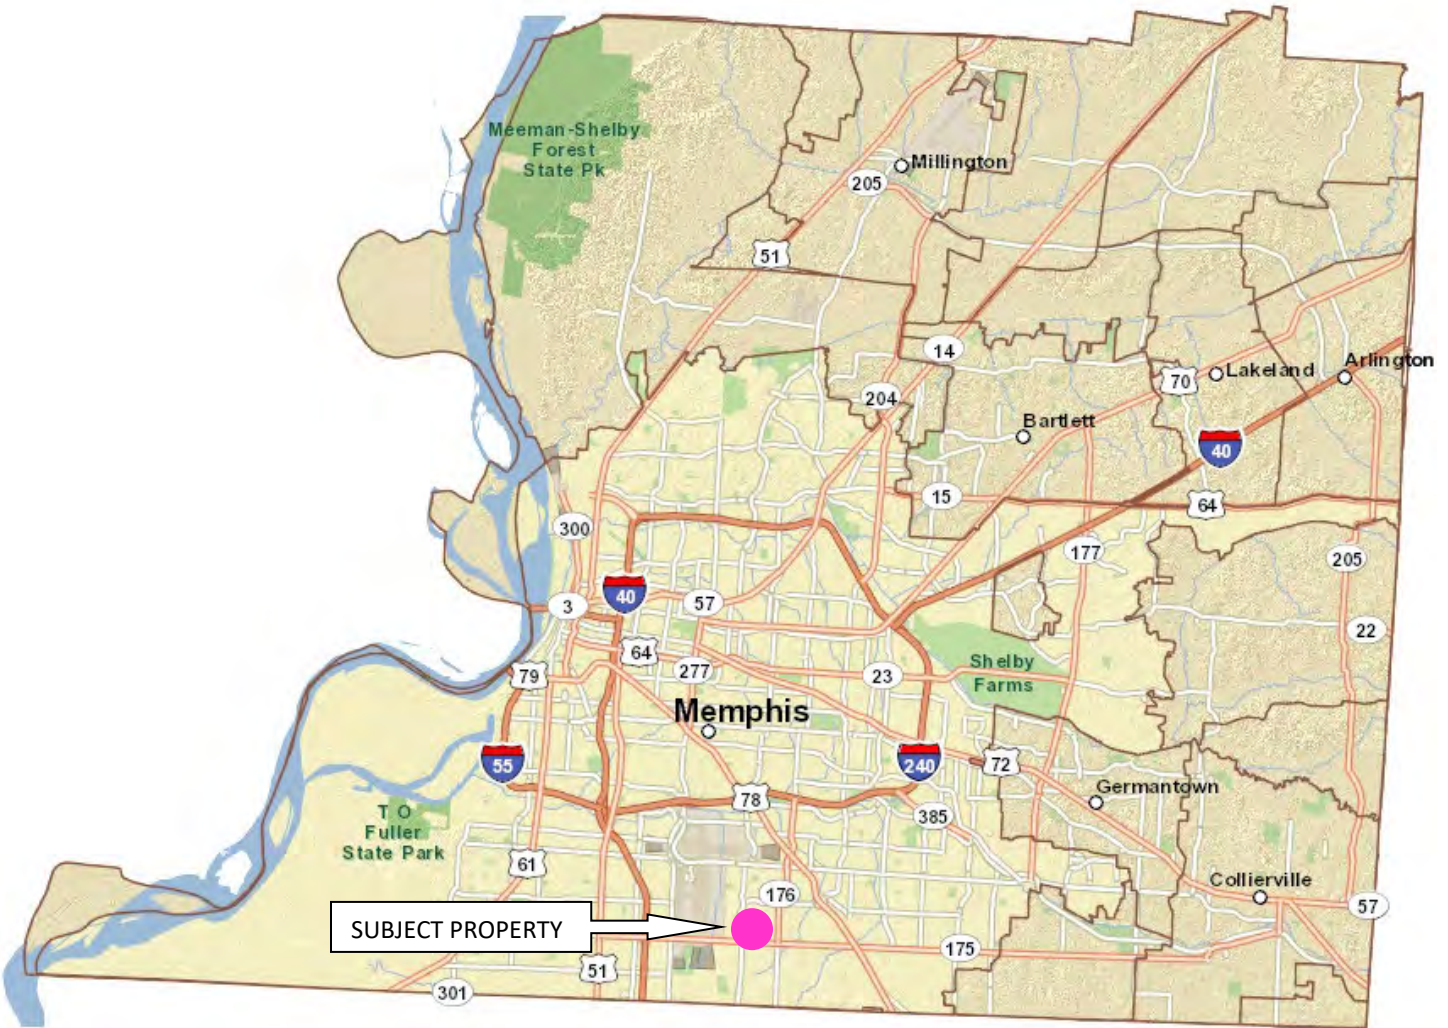 Meeman-Shelby
Forest
State Pk
Millington
205
51
14
Arlington
Lakeland
70
204
Bartlett
40
15
64
300
177
205
40
57
3
22
64
Shelby
Farms
277
23
79
Memphis
55
240
72
78
Germantown
T O
Fuller
State Park
385
61
Collierville
176
57
SUBJECT PROPERTY
175
51
301